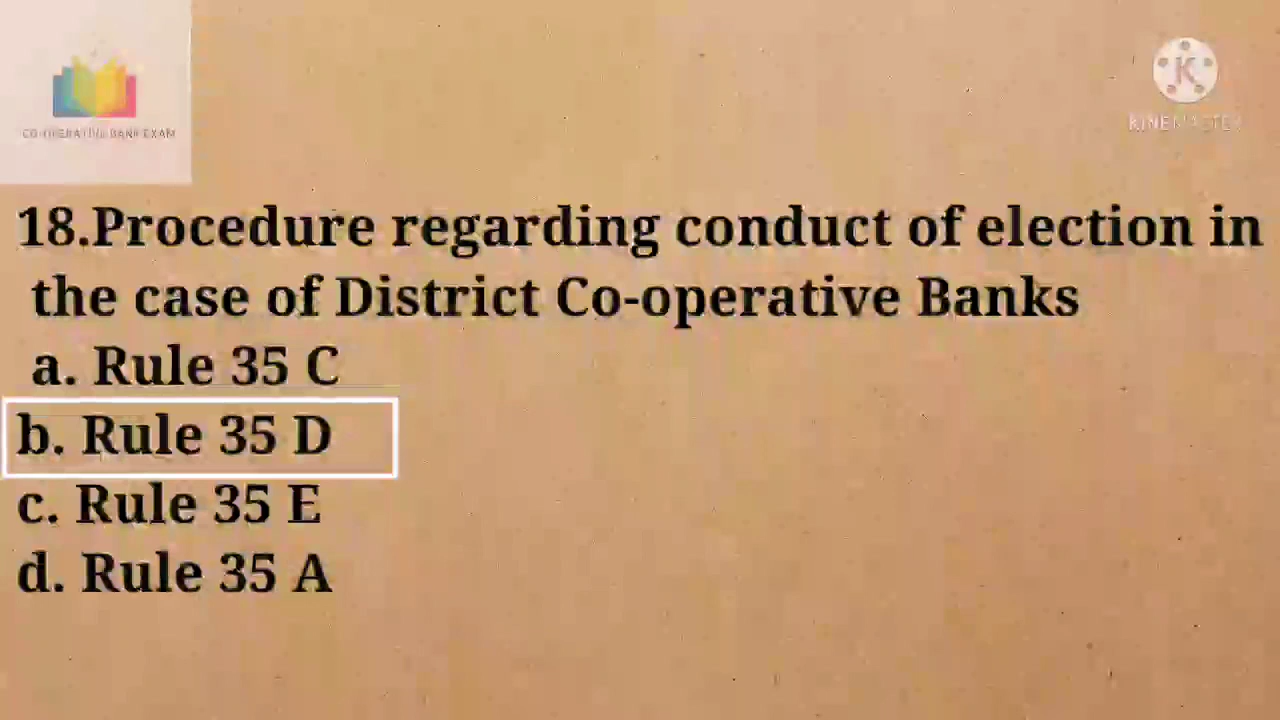 CO-OPERATIVE BANK EXAM
KINEMASTER
18.Procedure regarding conduct of election in
the case of District Co-operative Banks
a. Rule 35 C
b. Rule 35 D
c. Rule 35 E
d. Rule 35 A